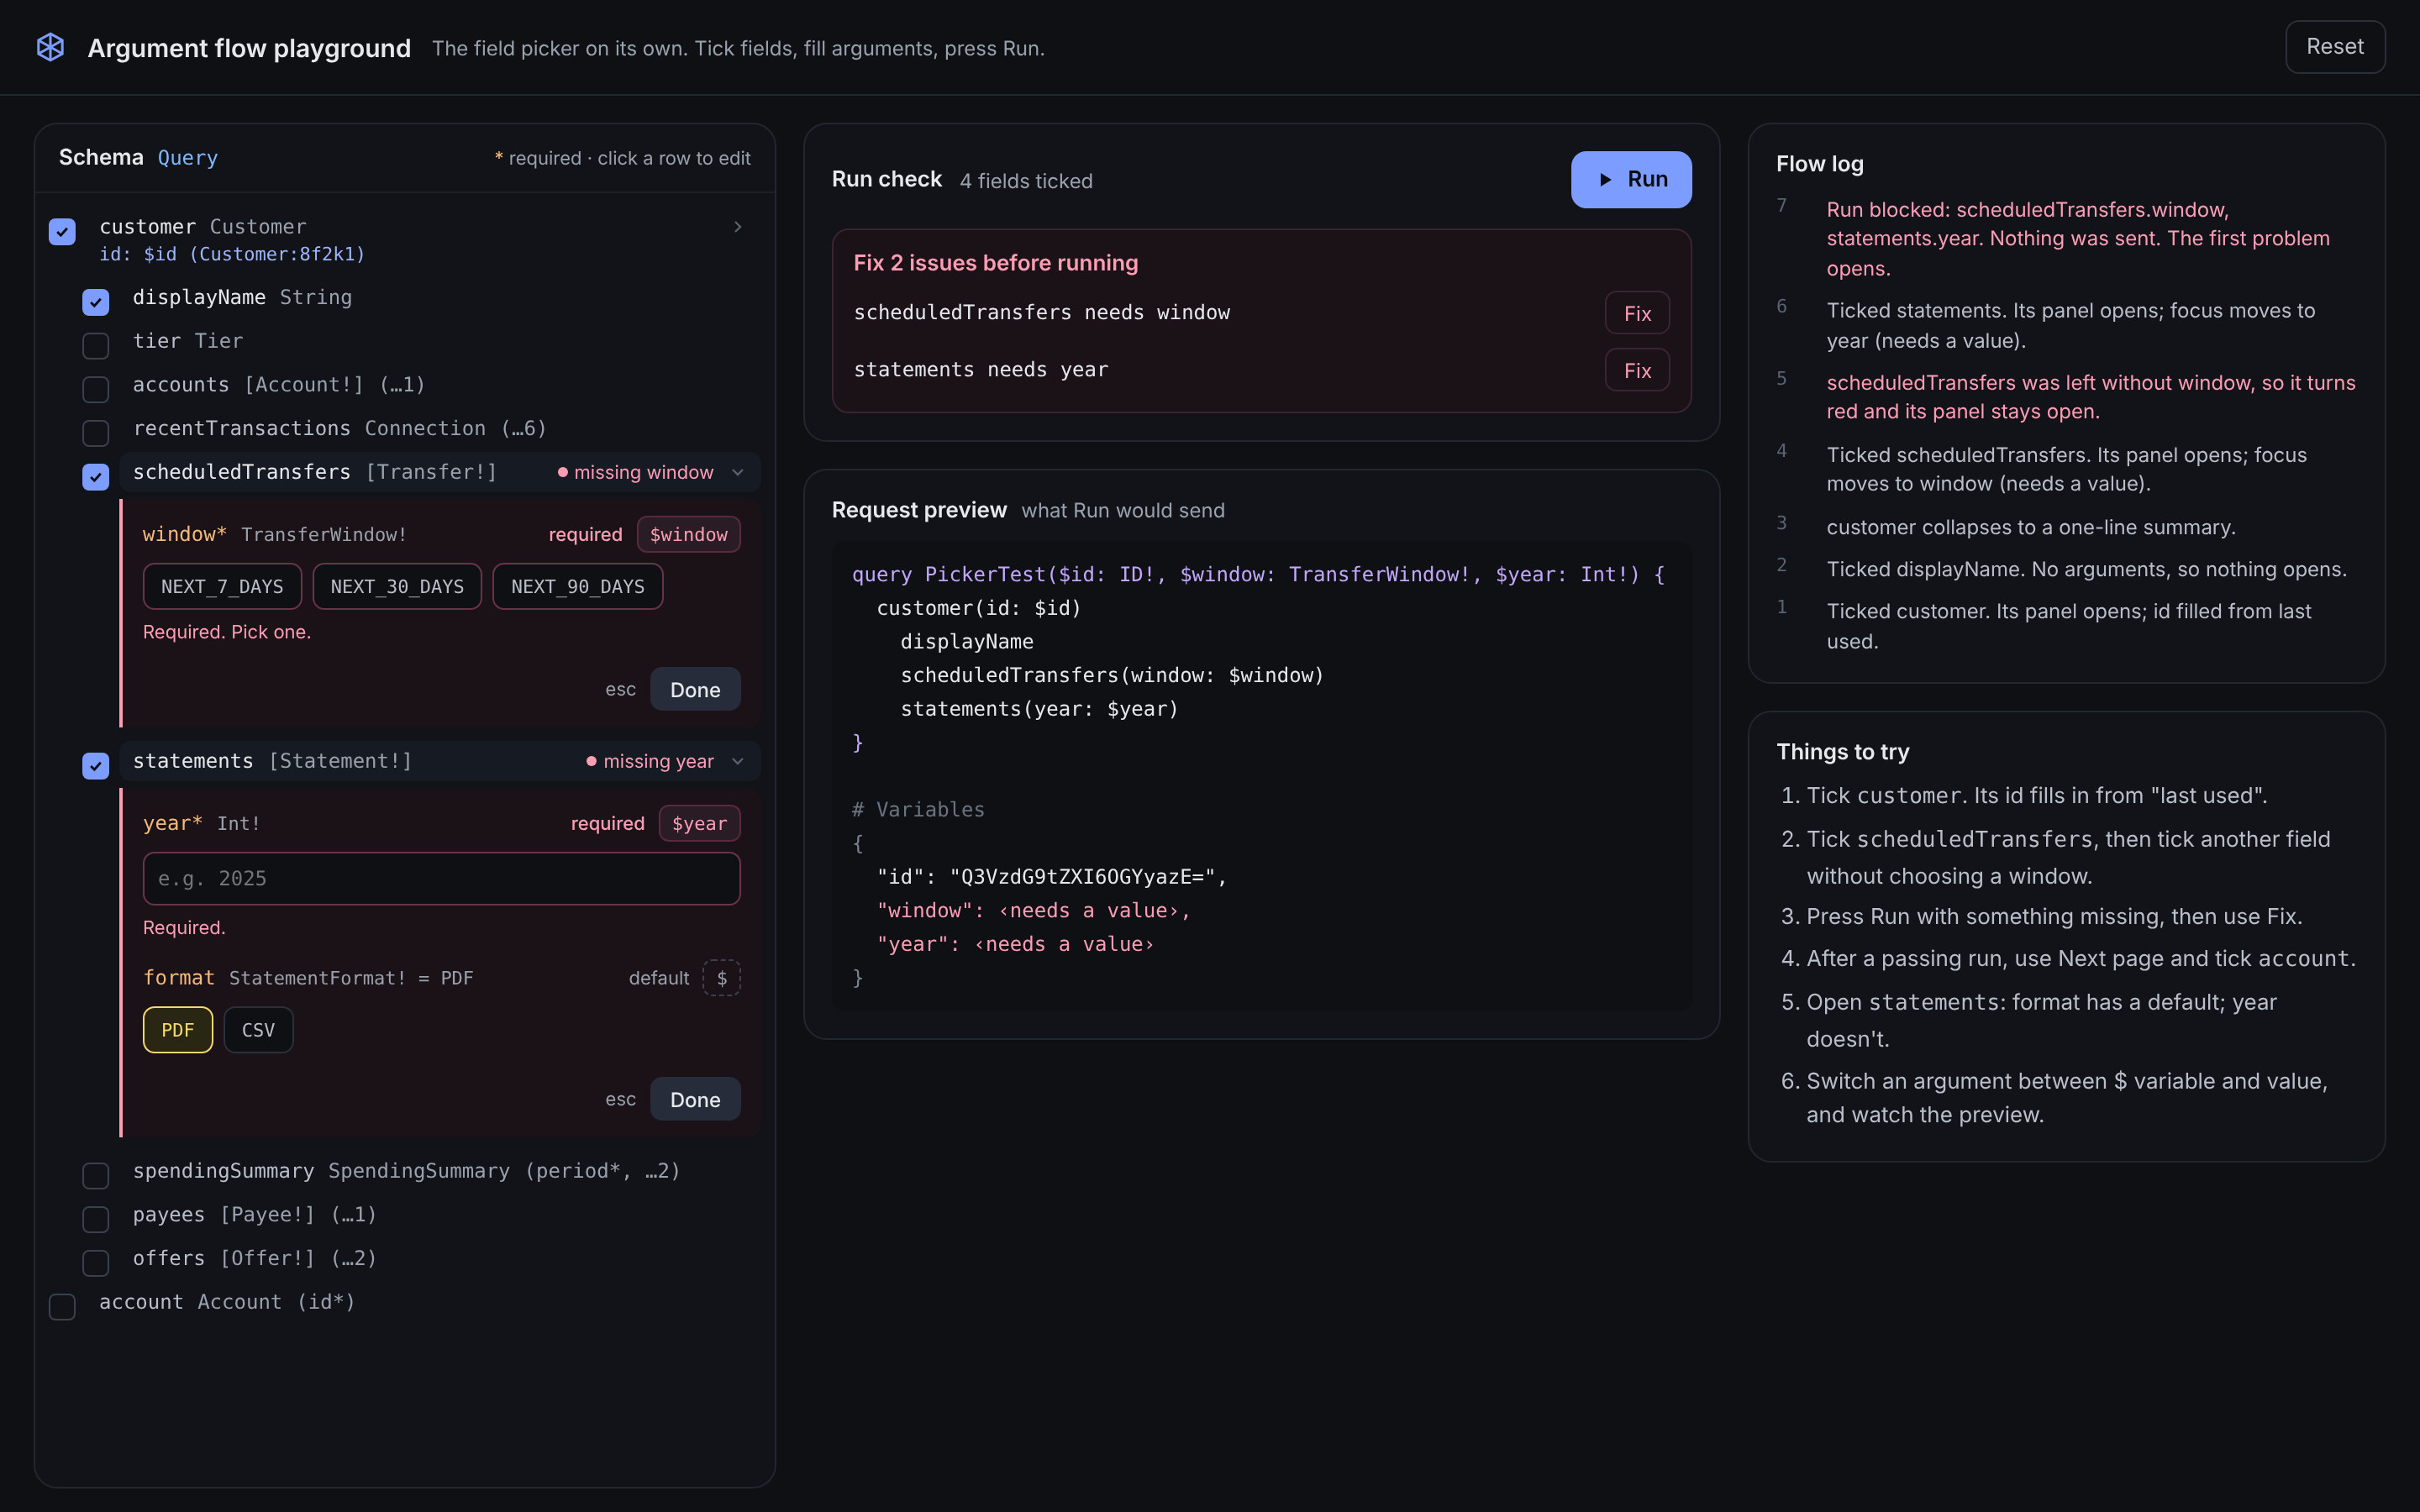 Argument flow playground The field picker on its own. Tick fields, fill arguments, press Run.
Reset
Schema Query * required · click a row to edit
customer Customer
id: $id (Customer:8f2k1)
displayName String
tier Tier
accounts [Account!] (…1)
recentTransactions Connection (…6)
scheduledTransfers [Transfer!] missing window
window* TransferWindow! required $window
NEXT_7_DAYS NEXT_30_DAYS NEXT_90_DAYS
Required. Pick one.
esc Done
statements [Statement!] missing year
year* Int! required $year
e.g. 2025
Required.
format StatementFormat! = PDF default $
PDF CSV
esc Done
spendingSummary SpendingSummary (period*, …2)
payees [Payee!] (…1)
offers [Offer!] (…2)
account Account (id*)
Run check 4 fields ticked
Run
Fix 2 issues before running
scheduledTransfers needs window Fix
statements needs year Fix
Request preview what Run would send
query PickerTest($id: ID!, $window: TransferWindow!, $year: Int!) {
customer(id: $id)
displayName
scheduledTransfers(window: $window)
statements(year: $year)
}
# Variables
{
"id": "Q3VzdG9tZXI6OGYyazE=",
"window": ‹needs a value›,
"year": ‹needs a value›
}
Flow log
7 Run blocked: scheduledTransfers.window,
statements.year. Nothing was sent. The first problem
opens.
6 Ticked statements. Its panel opens; focus moves to
year (needs a value).
5 scheduledTransfers was left without window, so it turns
red and its panel stays open.
4 Ticked scheduledTransfers. Its panel opens; focus
moves to window (needs a value).
3 customer collapses to a one-line summary.
2 Ticked displayName. No arguments, so nothing opens.
1 Ticked customer. Its panel opens; id filled from last
used.
Things to try
1. Tick customer. Its id fills in from "last used".
2. Tick scheduledTransfers, then tick another field
without choosing a window.
3. Press Run with something missing, then use Fix.
4. After a passing run, use Next page and tick account.
5. Open statements: format has a default; year
doesn't.
6. Switch an argument between $ variable and value,
and watch the preview.